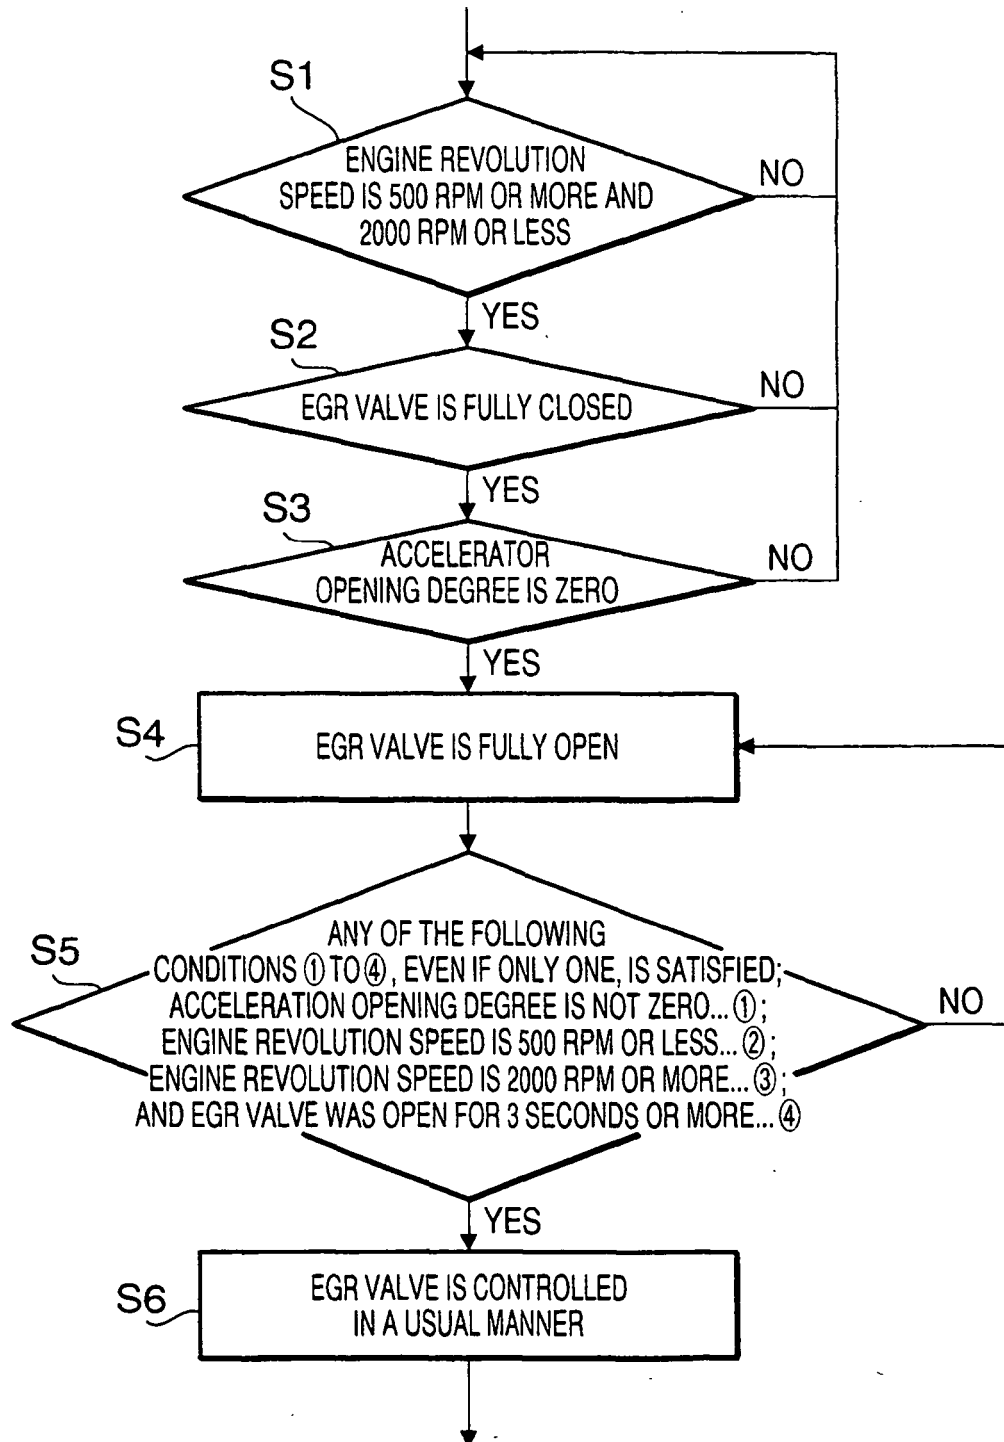 S1
ENGINE REVOLUTION
SPEED IS 500 RPM OR MORE AND
2000 RPM OR LESS
NO
YES
S2
EGR VALVE IS FULLY CLOSED
NO
YES
S3
ACCELERATOR
OPENING DEGREE IS ZERO
NO
YES
S4
EGR VALVE IS FULLY OPEN
S5
ANY OF THE FOLLOWING
CONDITIONS ① TO ④, EVEN IF ONLY ONE, IS SATISFIED;
ACCELERATION OPENING DEGREE IS NOT ZERO... ①;
ENGINE REVOLUTION SPEED IS 500 RPM OR LESS... ②;
ENGINE REVOLUTION SPEED IS 2000 RPM OR MORE... ③;
AND EGR VALVE WAS OPEN FOR 3 SECONDS OR MORE... ④
NO
YES
S6
EGR VALVE IS CONTROLLED
IN A USUAL MANNER